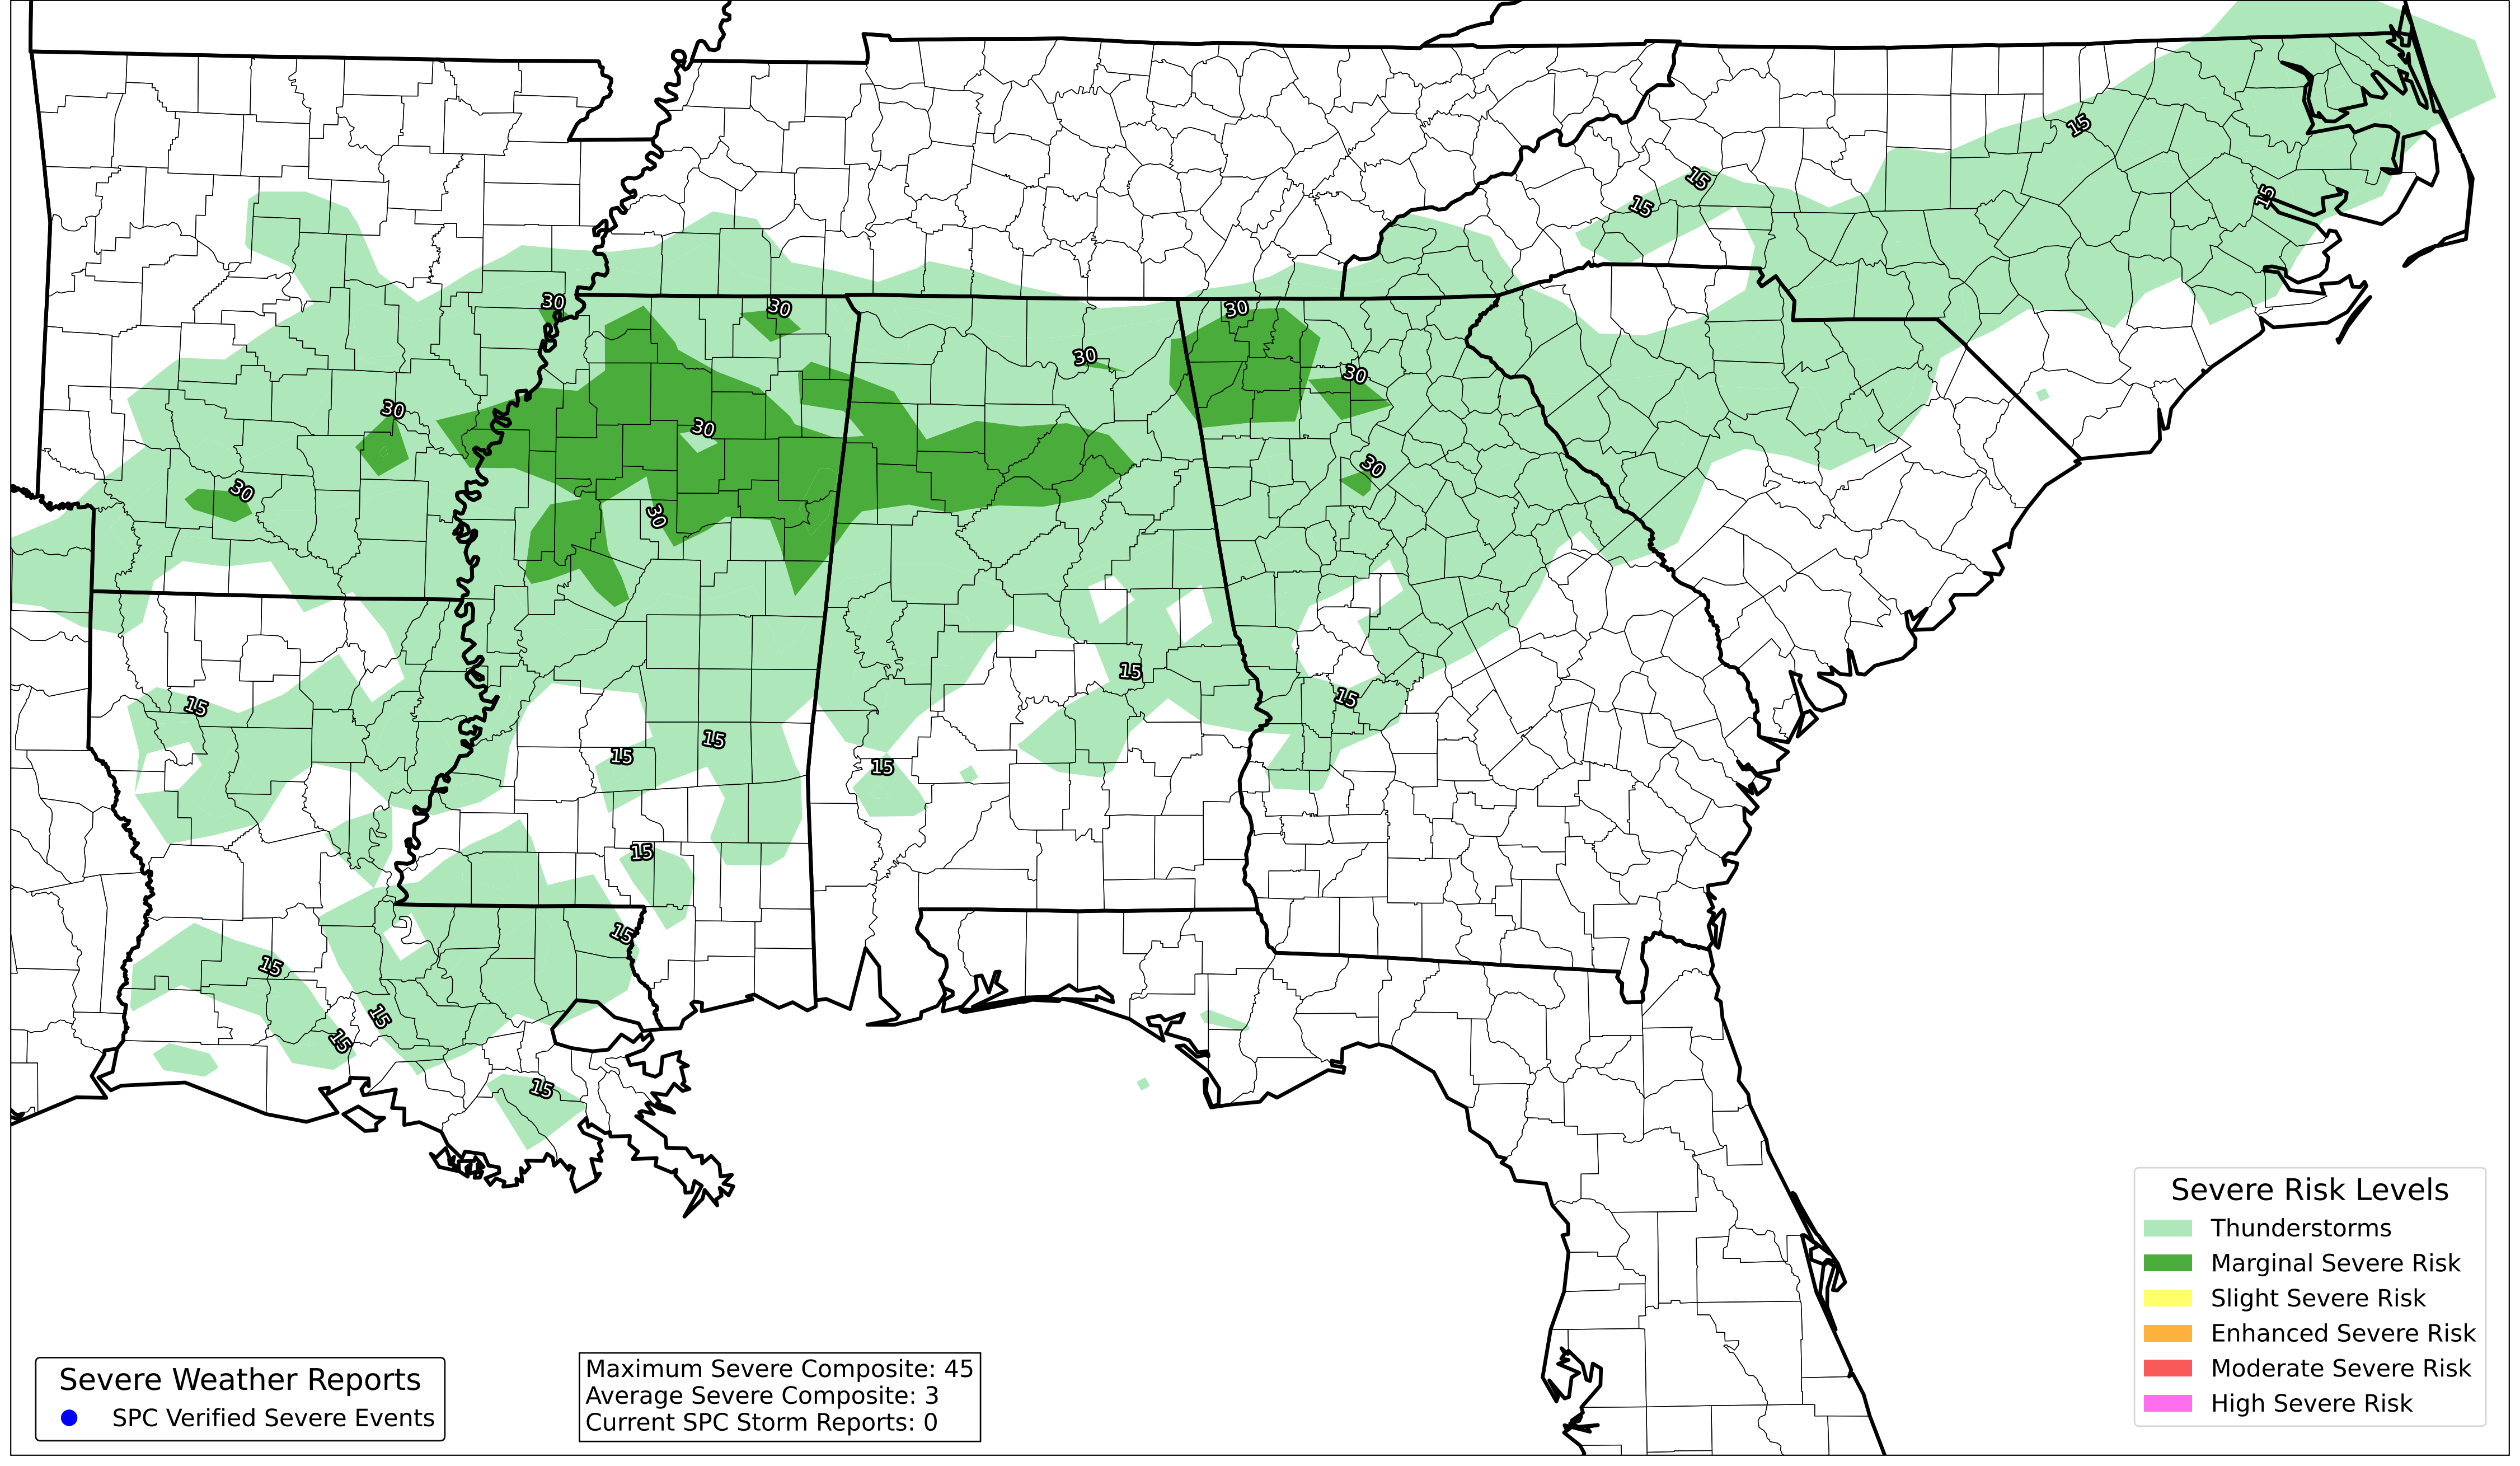 15
15
15
15
30
30
30
30
30
30
30
30
30
30
15
15
15
15
15
15
15
15
15
15
15
15
Severe Risk Levels
Thunderstorms
Marginal Severe Risk
Slight Severe Risk
Enhanced Severe Risk
Moderate Severe Risk
High Severe Risk
Severe Weather Reports
SPC Verified Severe Events
Maximum Severe Composite: 45
Average Severe Composite: 3
Current SPC Storm Reports: 0